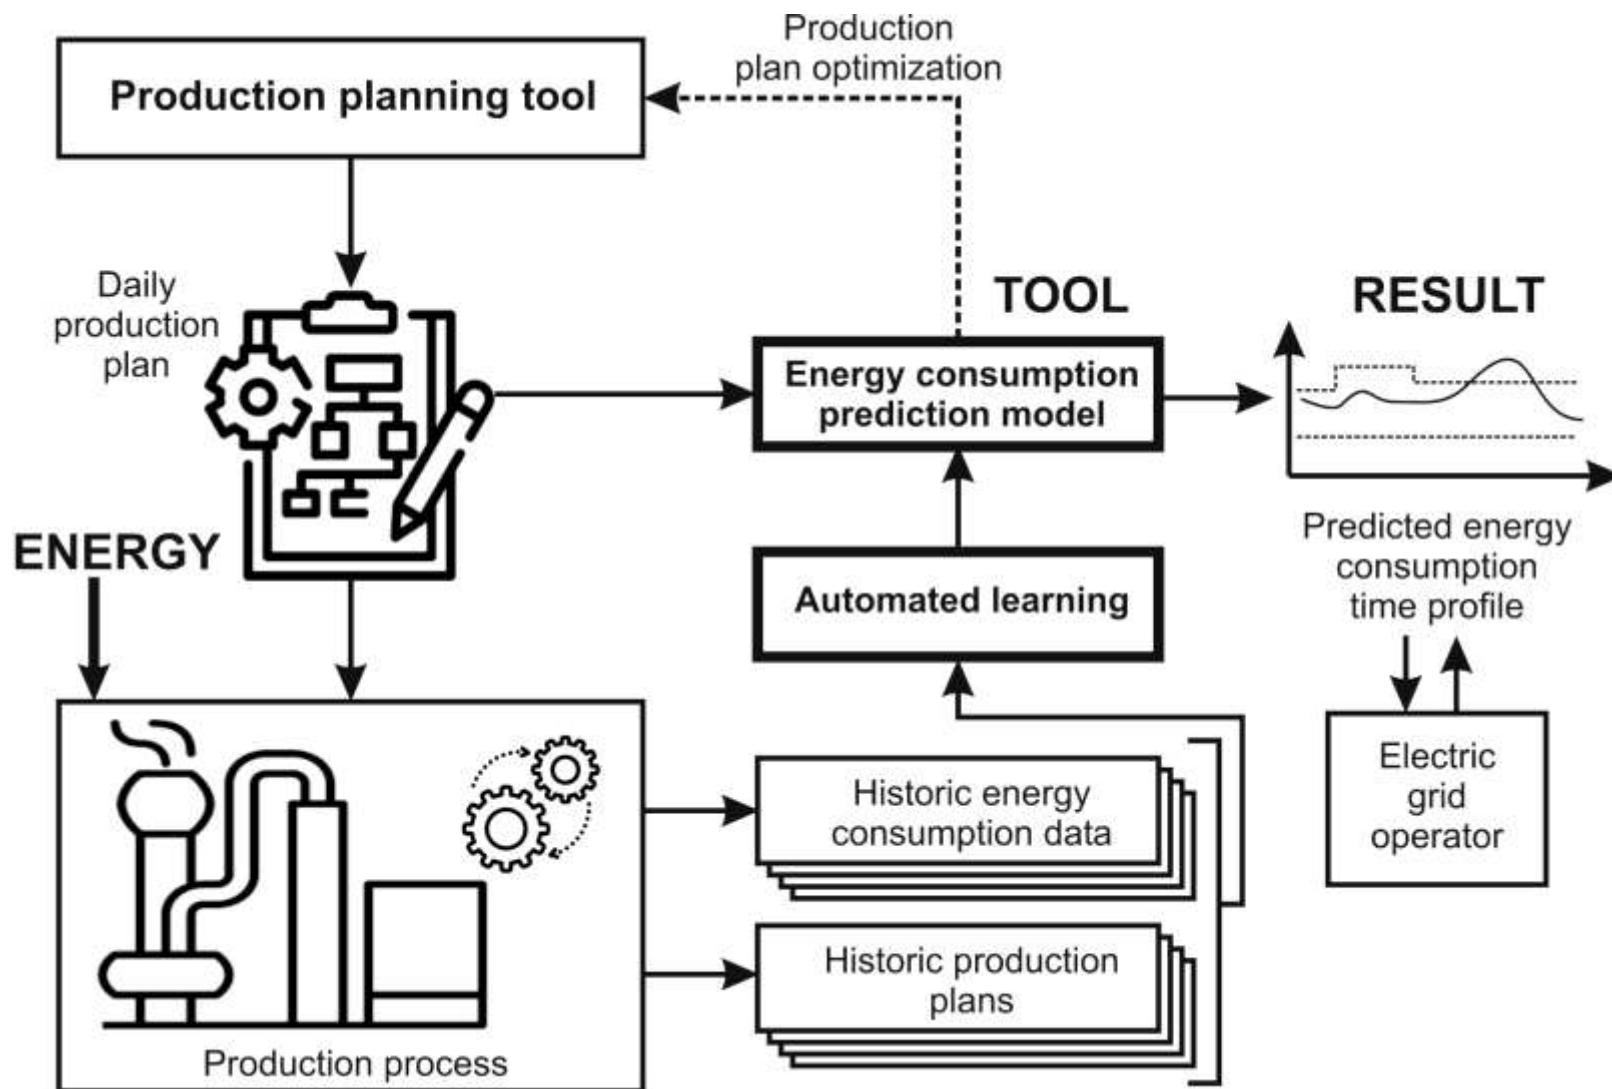 Production
plan optimization
Production planning tool
Daily
production
plan
TOOL
RESULT
Energy consumption
prediction model
ENERGY
Predicted energy
consumption
time profile
Automated learning
Electric
grid
operator
Historic energy
consumption data
Historic production
plans
Production process